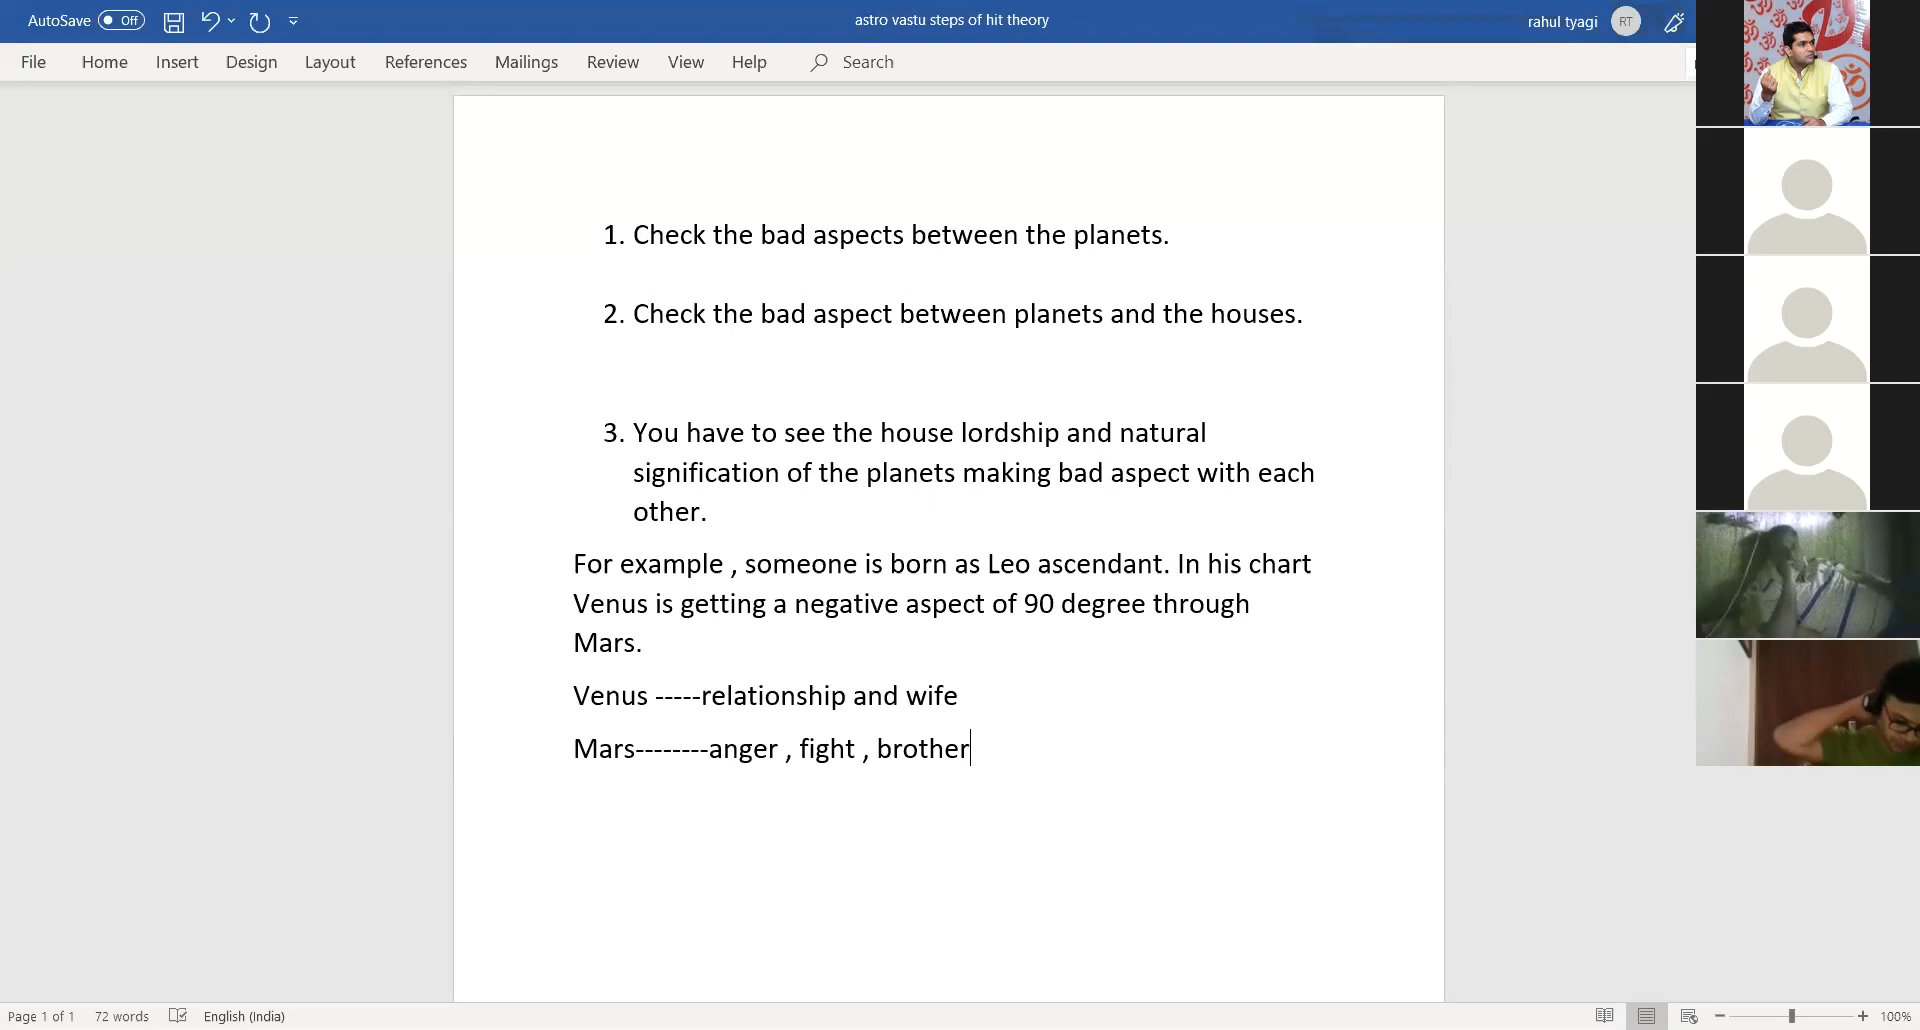 AutoSave Off
astro vastu steps of hit theory
rahul tyagi RT
File Home Insert Design Layout References Mailings Review View Help Search
1. Check the bad aspects between the planets.
2. Check the bad aspect between planets and the houses.
3. You have to see the house lordship and natural
signification of the planets making bad aspect with each
other.
For example , someone is born as Leo ascendant. In his chart
Venus is getting a negative aspect of 90 degree through
Mars.
Venus -----relationship and wife
Mars--------anger , fight , brother
Page 1 of 1 72 words English (India) 100%